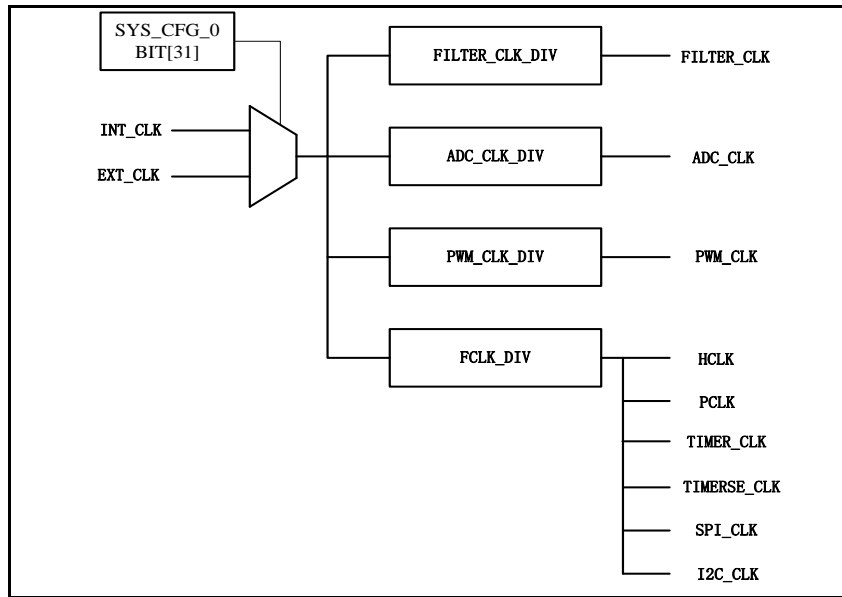 SYS_CFG_0
BIT[31]
FILTER_CLK_DIV
FILTER_CLK
INT_CLK
EXT_CLK
ADC_CLK_DIV
ADC_CLK
PWM_CLK_DIV
PWM_CLK
FCLK_DIV
HCLK
PCLK
TIMER_CLK
TIMERSE_CLK
SPI_CLK
I2C_CLK